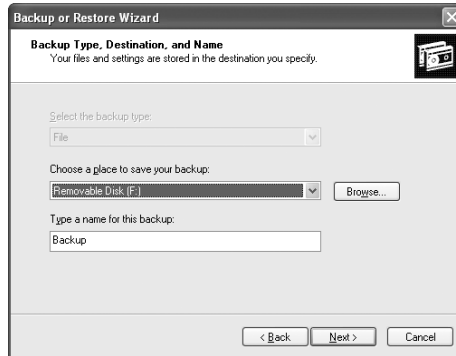 Backup or Restore Wizard
Backup Type, Destination, and Name
Your files and settings are stored in the destination you specify.
Select the backup type:
File
Choose a place to save your backup:
Removable Disk (F:)
Browse...
Type a name for this backup:
Backup
< Back
Next >
Cancel